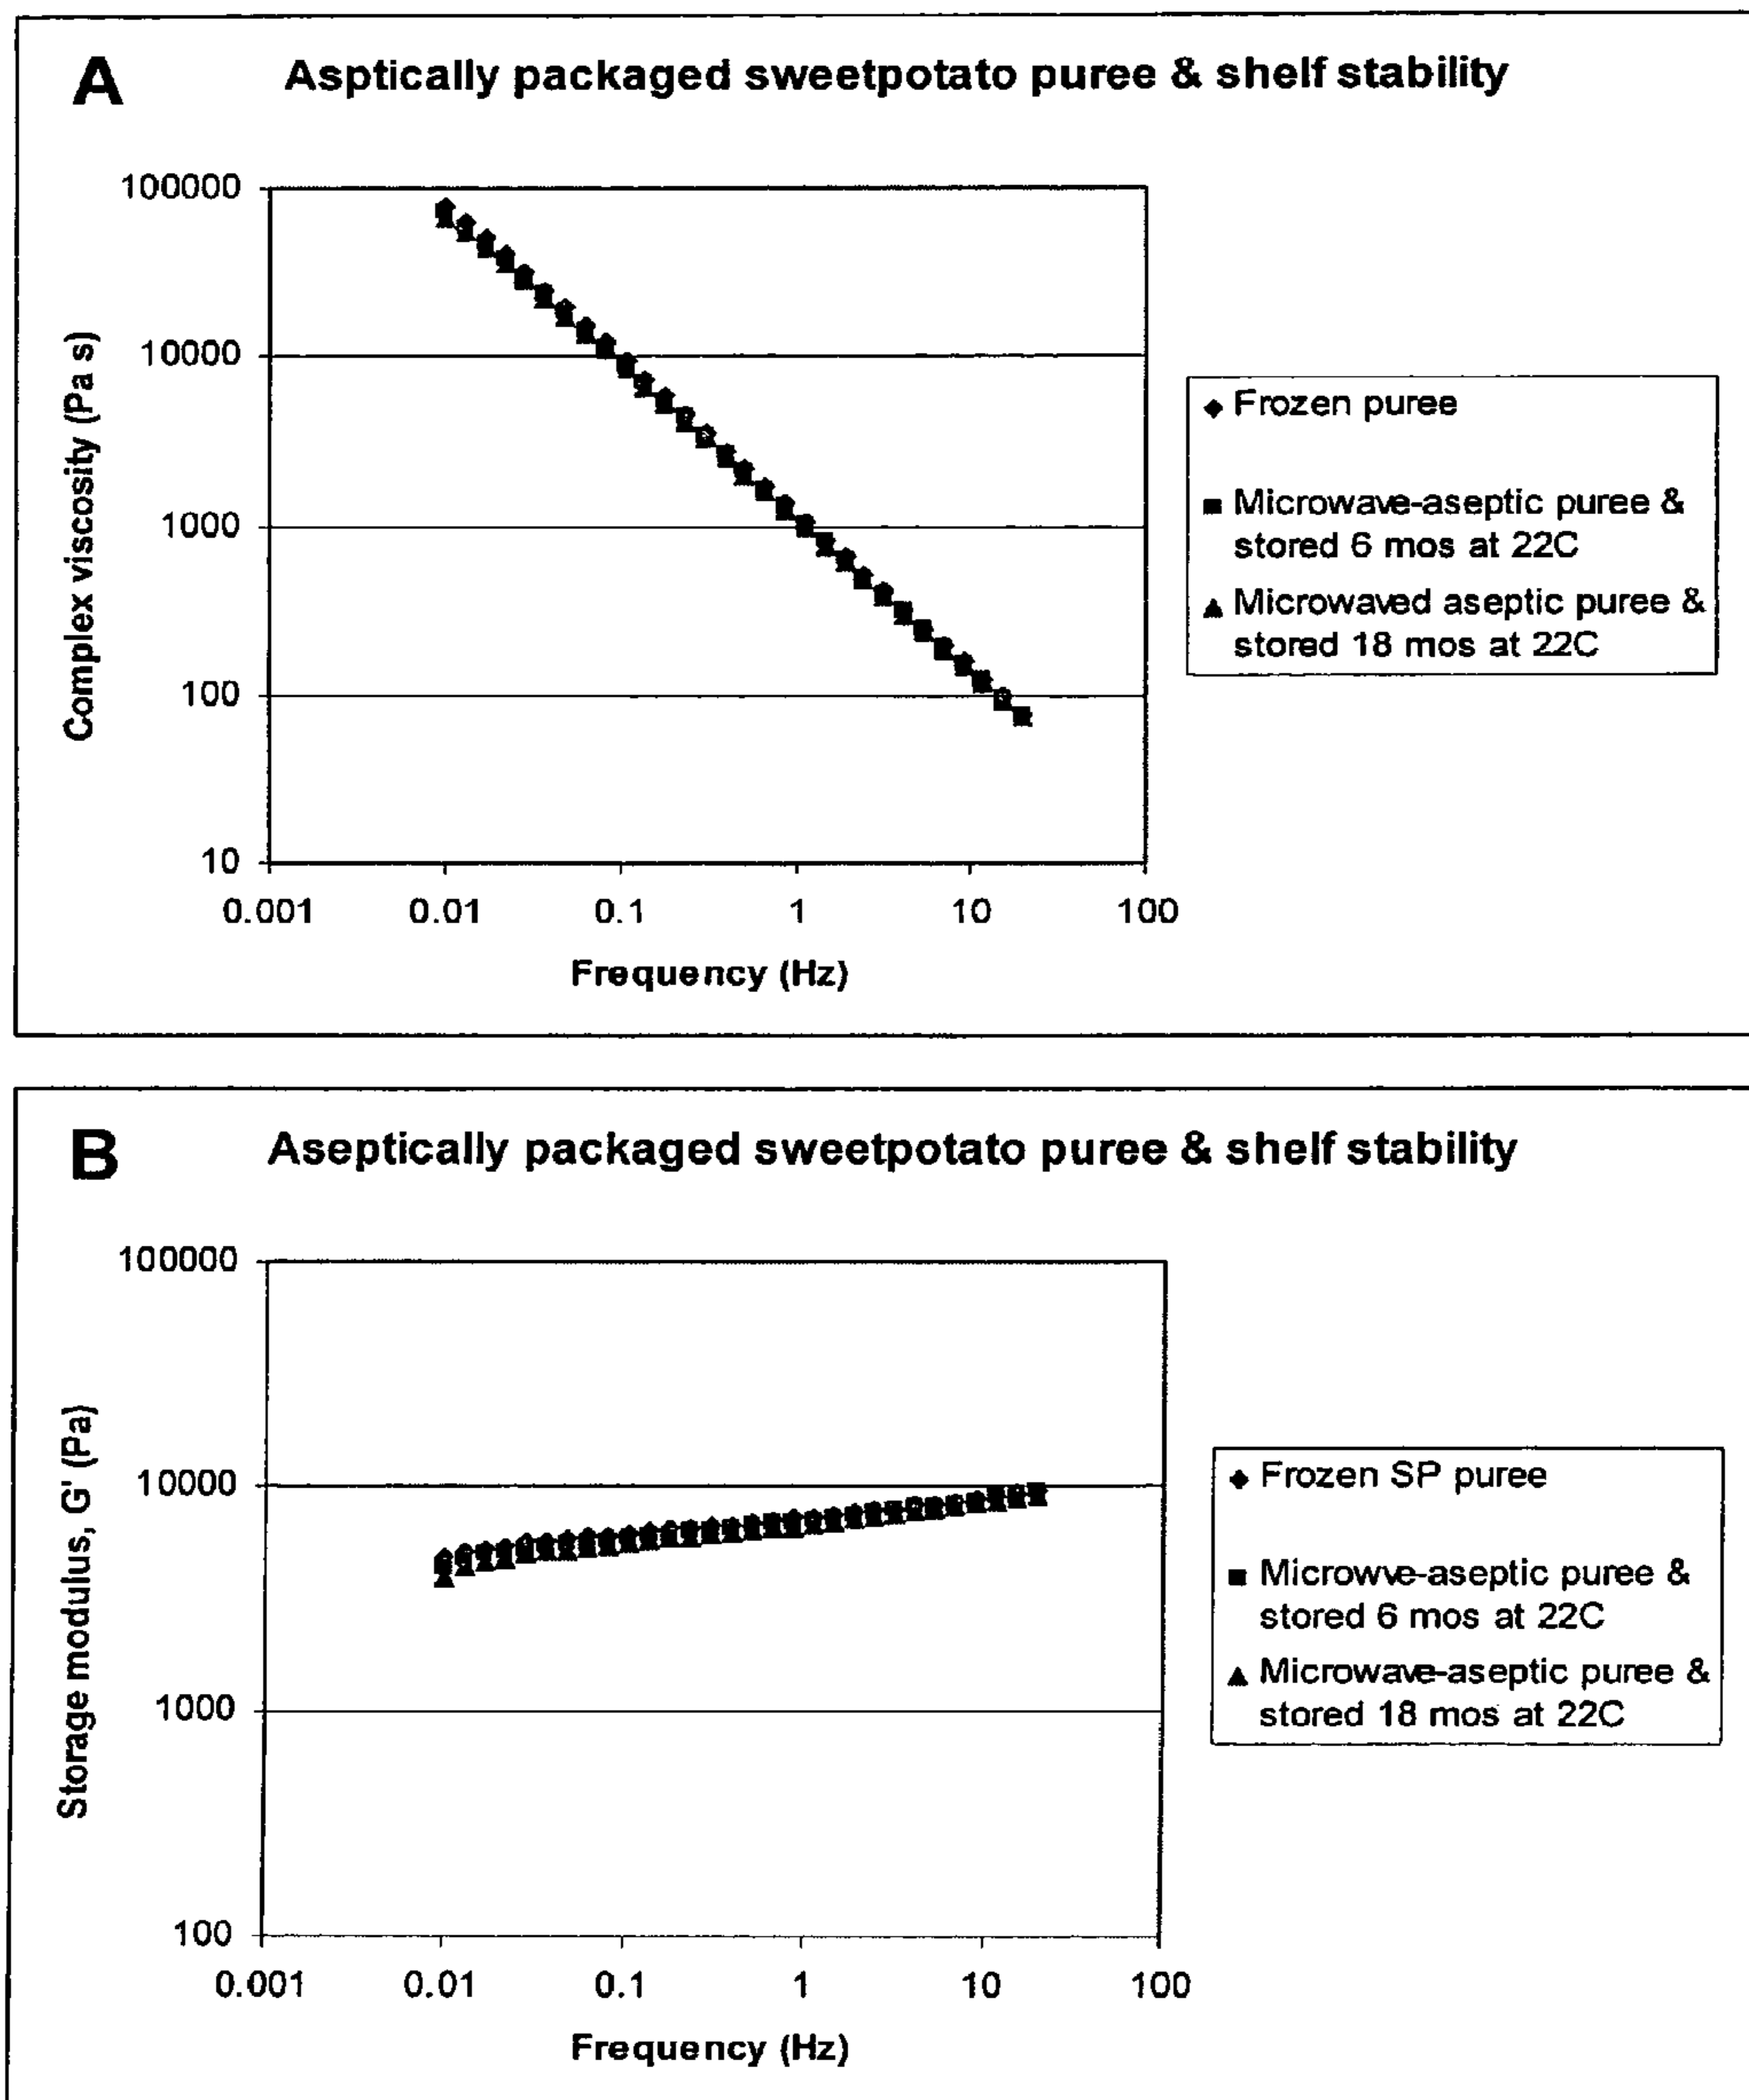 A
Asptically packaged sweetpotato puree & shelf stability
100000
10000
1000
100
10
Complex viscosity (Pa s)
0.001
0.01
0.1
1
10
100
Frequency (Hz)
Frozen puree
Microwave-aseptic puree &
stored 6 mos at 22C
Microwaved aseptic puree &
stored 18 mos at 22C
B
Aseptically packaged sweetpotato puree & shelf stability
100000
10000
1000
100
Storage modulus, G' (Pa)
0.001
0.01
0.1
1
10
100
Frequency (Hz)
Frozen SP puree
Microwve-aseptic puree &
stored 6 mos at 22C
Microwave-aseptic puree &
stored 18 mos at 22C